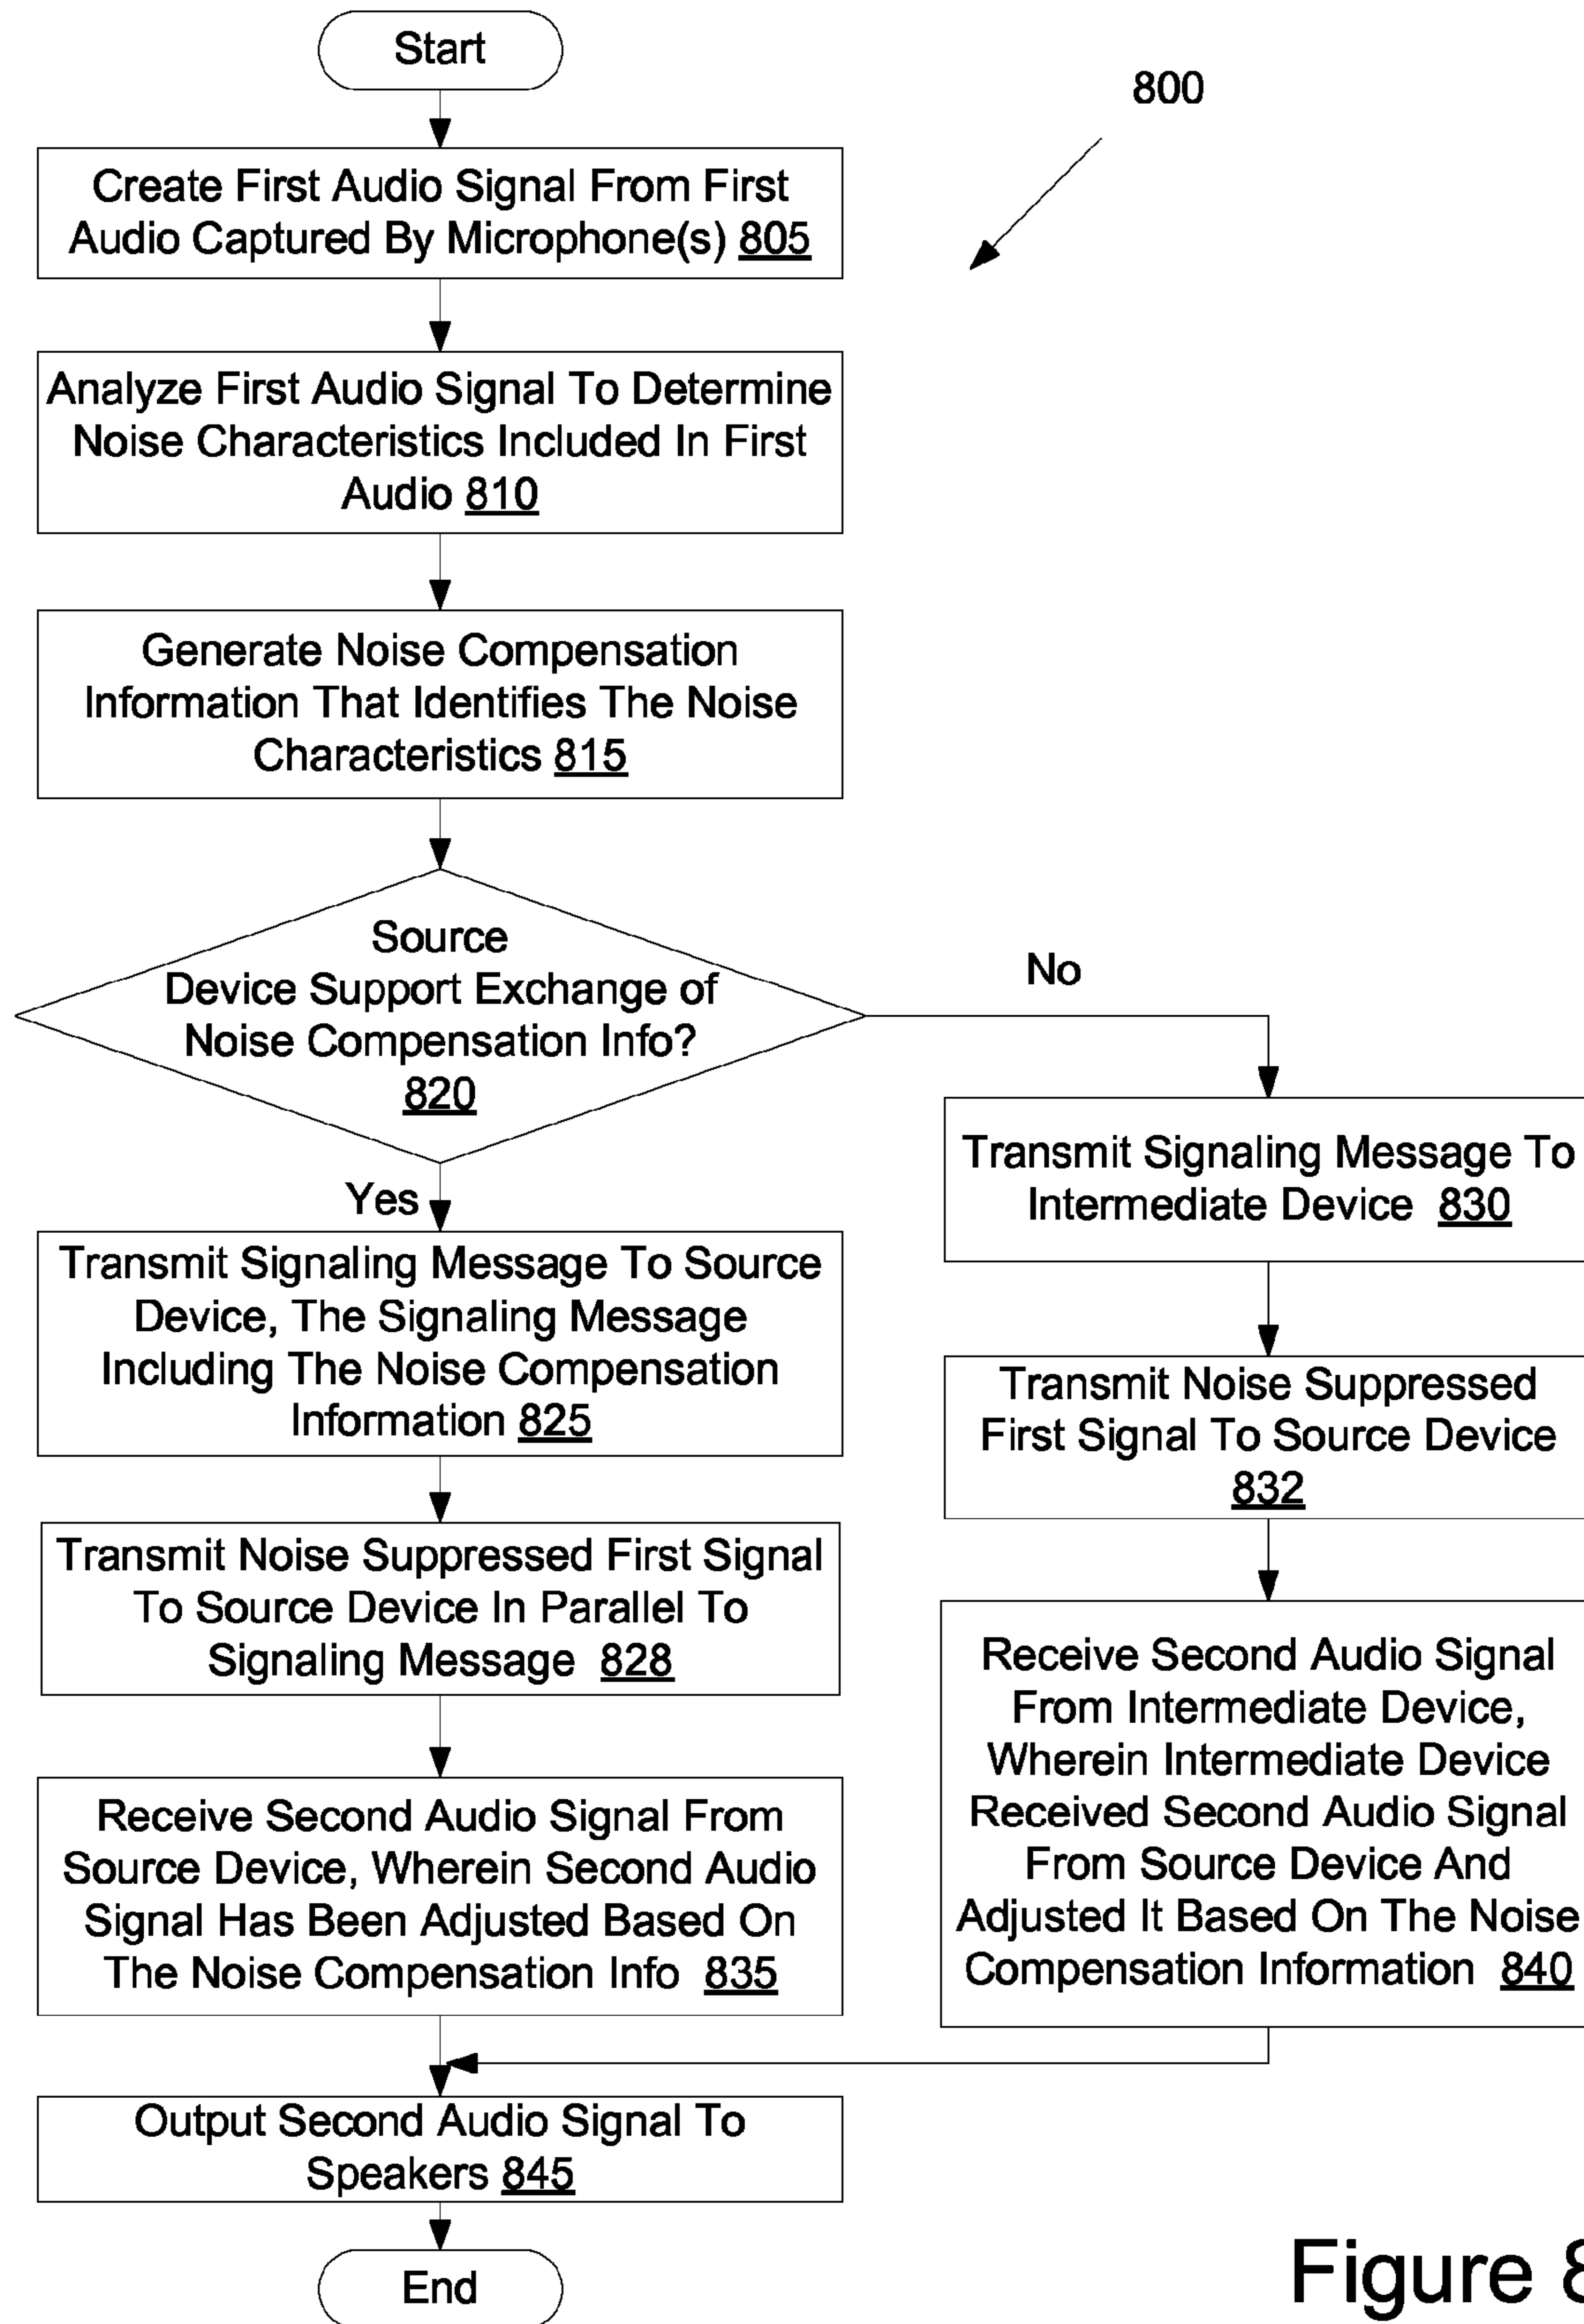 Start
800
Create First Audio Signal From First
Audio Captured By Microphone(s) 805
Analyze First Audio Signal To Determine
Noise Characteristics Included In First
Audio 810
Generate Noise Compensation
Information That Identifies The Noise
Characteristics 815
Source
Device Support Exchange of
Noise Compensation Info?
820
No
Yes
Transmit Signaling Message To Source
Device, The Signaling Message
Including The Noise Compensation
Information 825
Transmit Noise Suppressed First Signal
To Source Device In Parallel To
Signaling Message 828
Receive Second Audio Signal From
Source Device, Wherein Second Audio
Signal Has Been Adjusted Based On
The Noise Compensation Info 835
Transmit Signaling Message To
Intermediate Device 830
Transmit Noise Suppressed
First Signal To Source Device
832
Receive Second Audio Signal
From Intermediate Device,
Wherein Intermediate Device
Received Second Audio Signal
From Source Device And
Adjusted It Based On The Noise
Compensation Information 840
Output Second Audio Signal To
Speakers 845
End
Figure 8